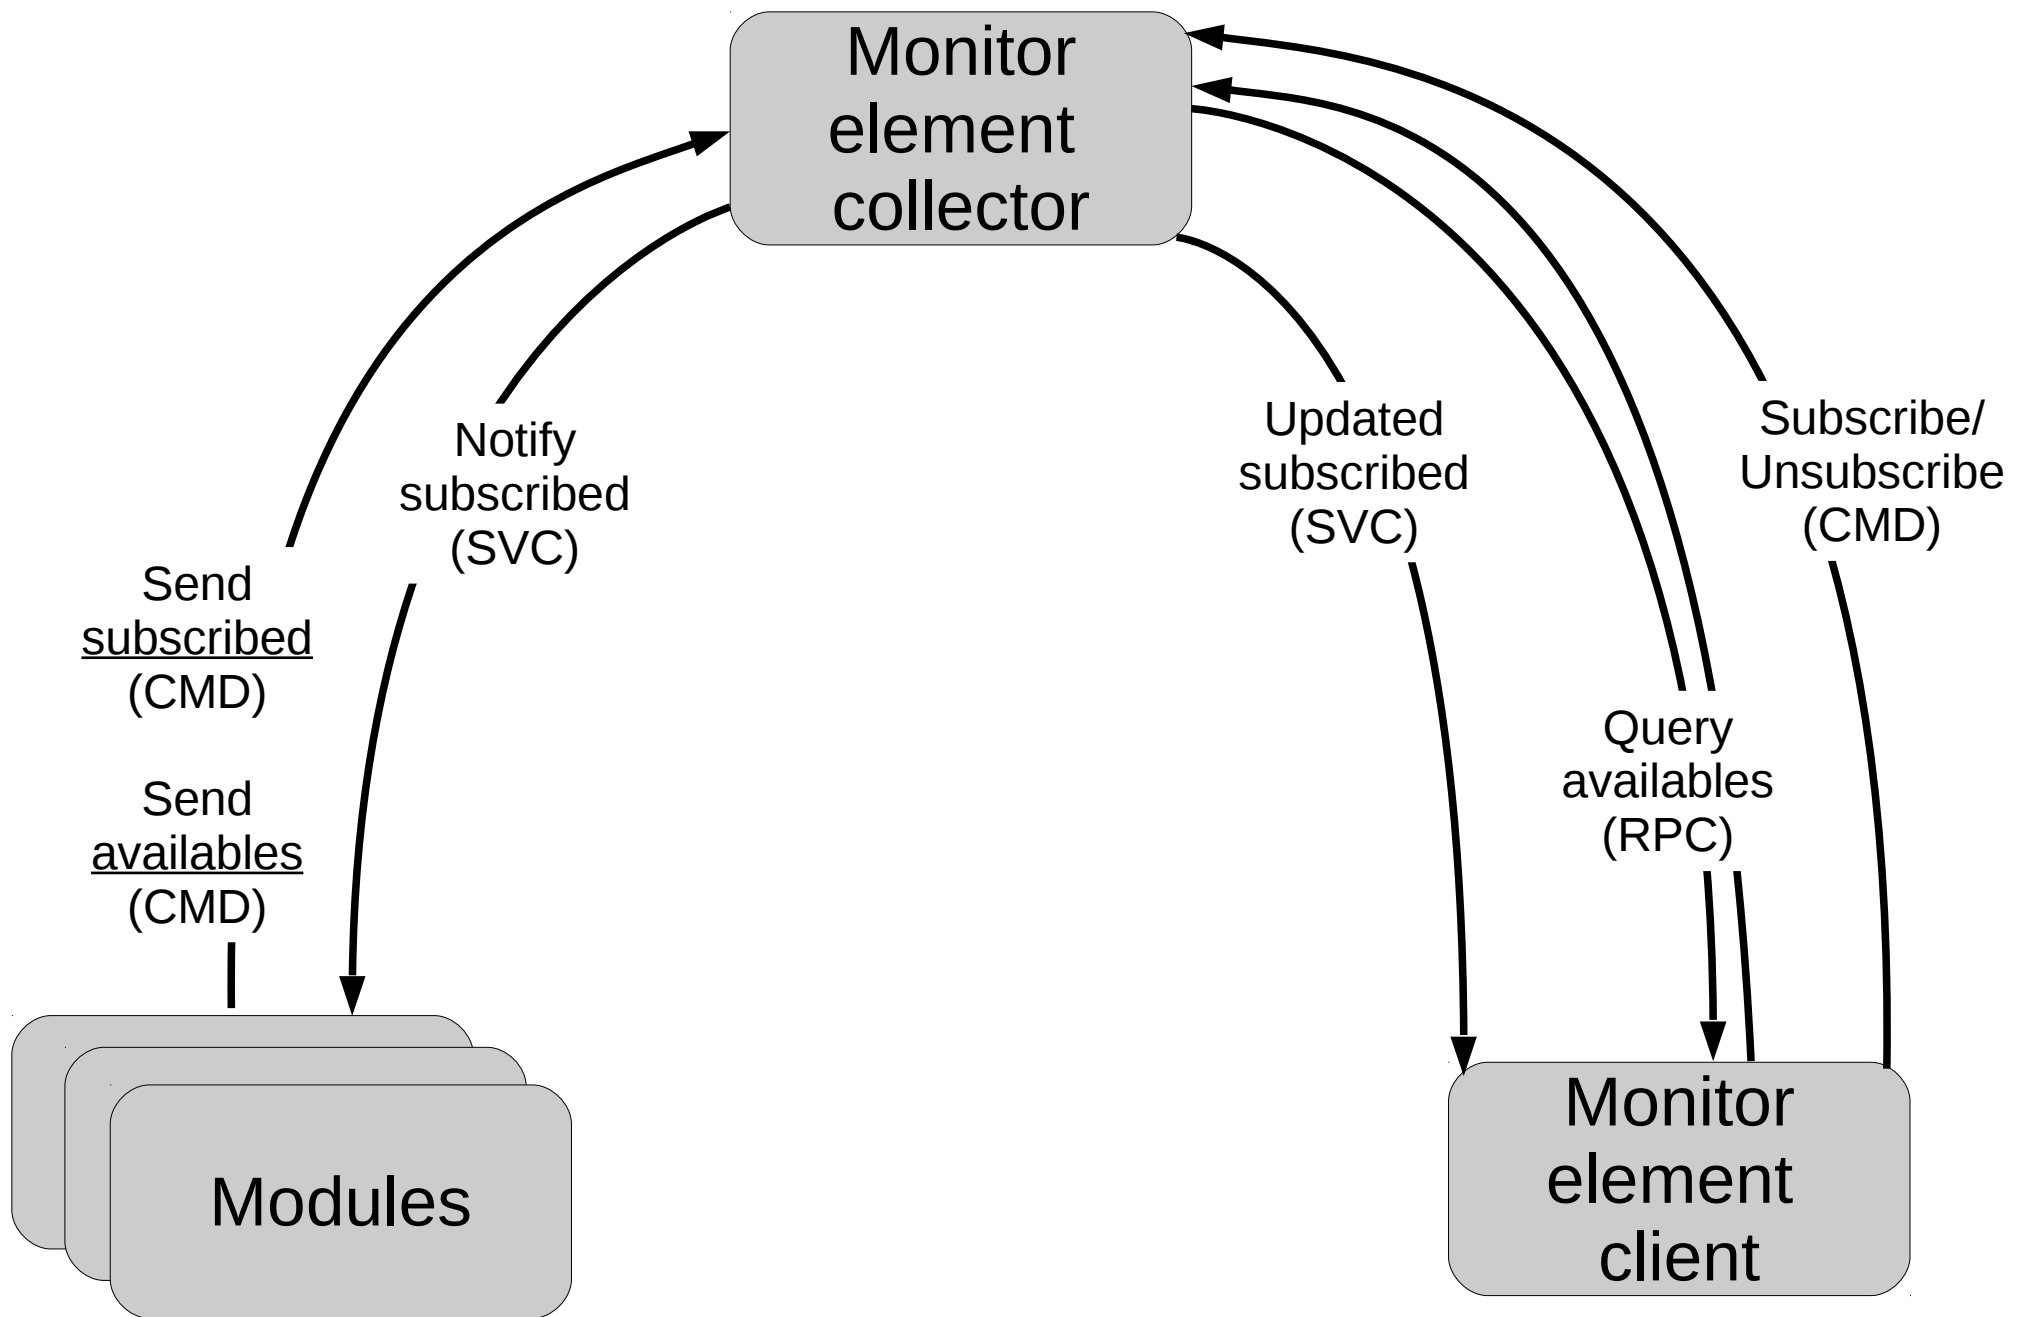 Monitor
element
collector
Notify
subscribed
(SVC)
Send
subscribed
(CMD)
Send
availables
(CMD)
Updated
subscribed
(SVC)
Subscribe/
Unsubscribe
(CMD)
Query
availables
(RPC)
Modules
Monitor
element
client